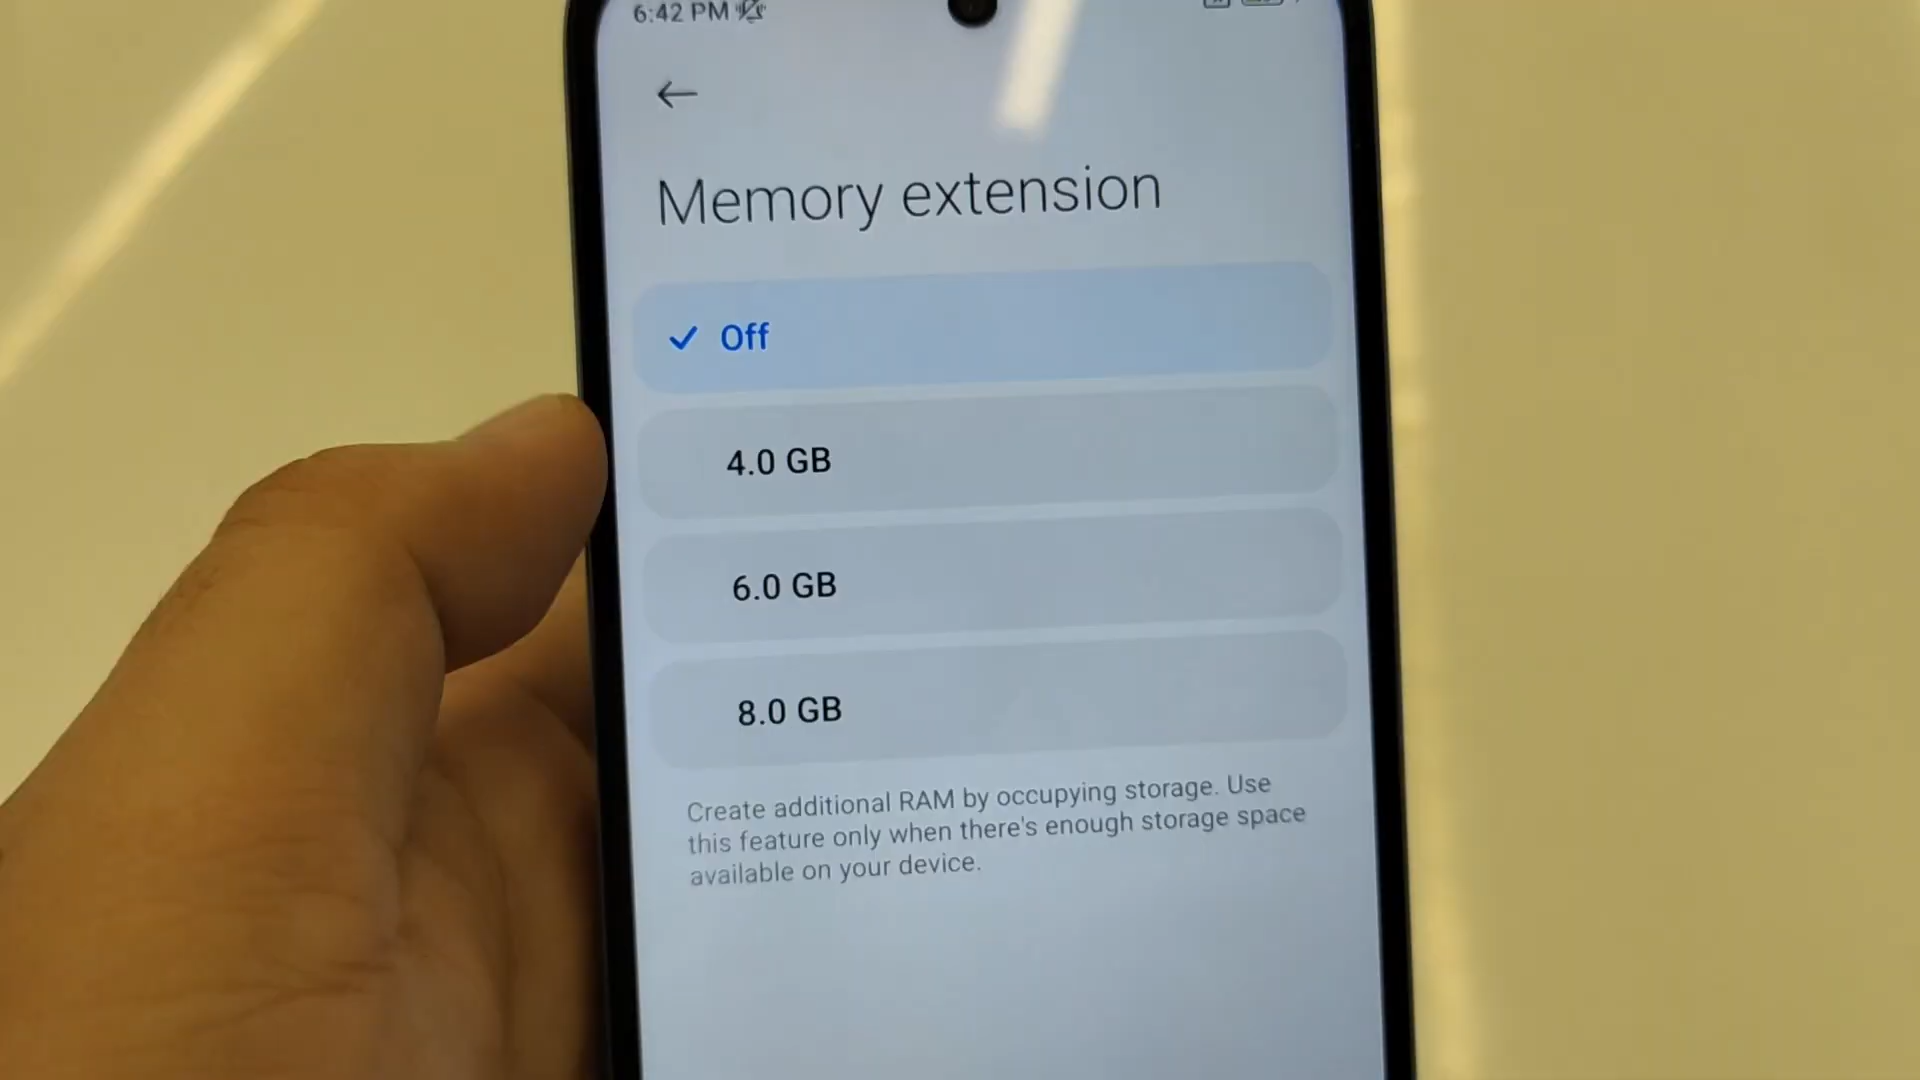 6:42 PM
Memory extension
Off
4.0 GB
6.0 GB
8.0 GB
Create additional RAM by occupying storage. Use
this feature only when there's enough storage space
available on your device.